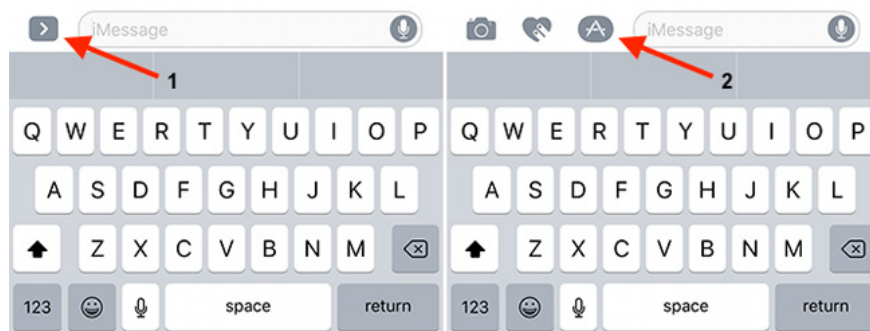 iMessage
1
Q W E R T Y U I O P
A S D F G H J K L
Z X C V B N M
123 space return
iMessage
2
Q W E R T Y U I O P
A S D F G H J K L
Z X C V B N M
123 space return